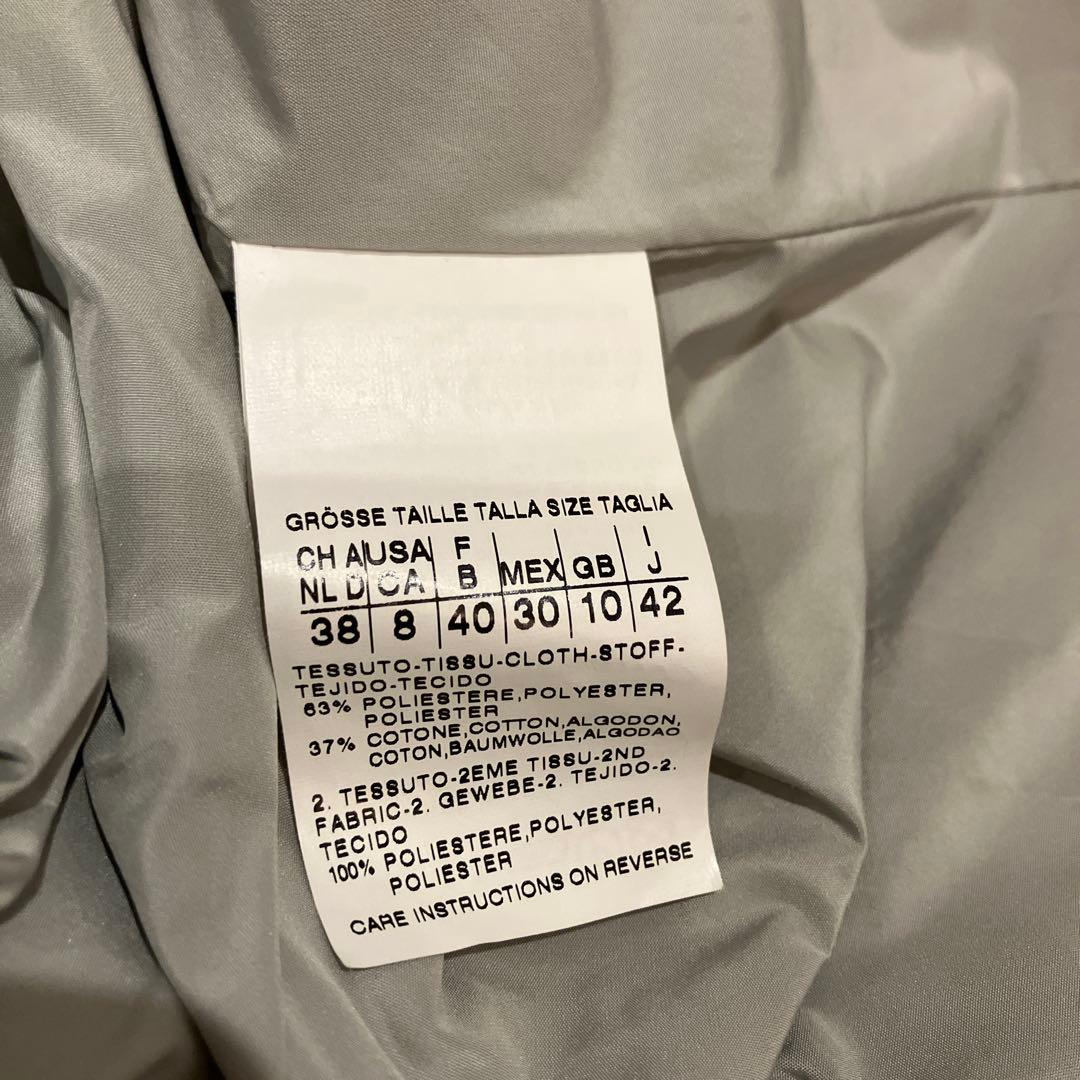 GRÖSSE TAILLE TALLA SIZE TAGLIA
CH A USA F MEX GB I
NL D CA B J
38 8 40 30 10 42
TESSUTO-TISSU-CLOTH-STOFF-
TEJIDO-TECIDO
63% POLIESTERE,POLYESTER,
POLIESTER
37% COTONE,COTTON,ALGODON,
COTON,BAUMWOLLE,ALGODAO
2. TESSUTO-2EME TISSU-2ND
FABRIC-2. GEWEBE-2. TEJIDO-2.
TECIDO
100% POLIESTERE,POLYESTER,
POLIESTER
CARE INSTRUCTIONS ON REVERSE